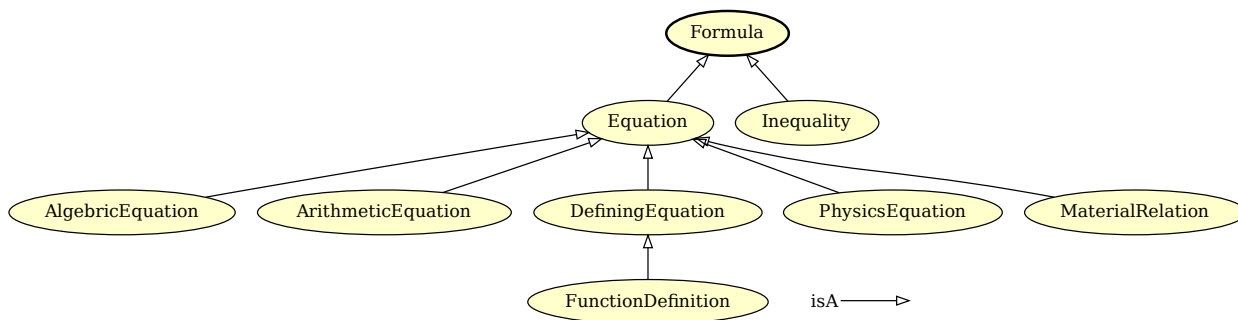 Formula
Equation
Inequality
AlgebricEquation
ArithmeticEquation
DefiningEquation
PhysicsEquation
MaterialRelation
FunctionDefinition
isA